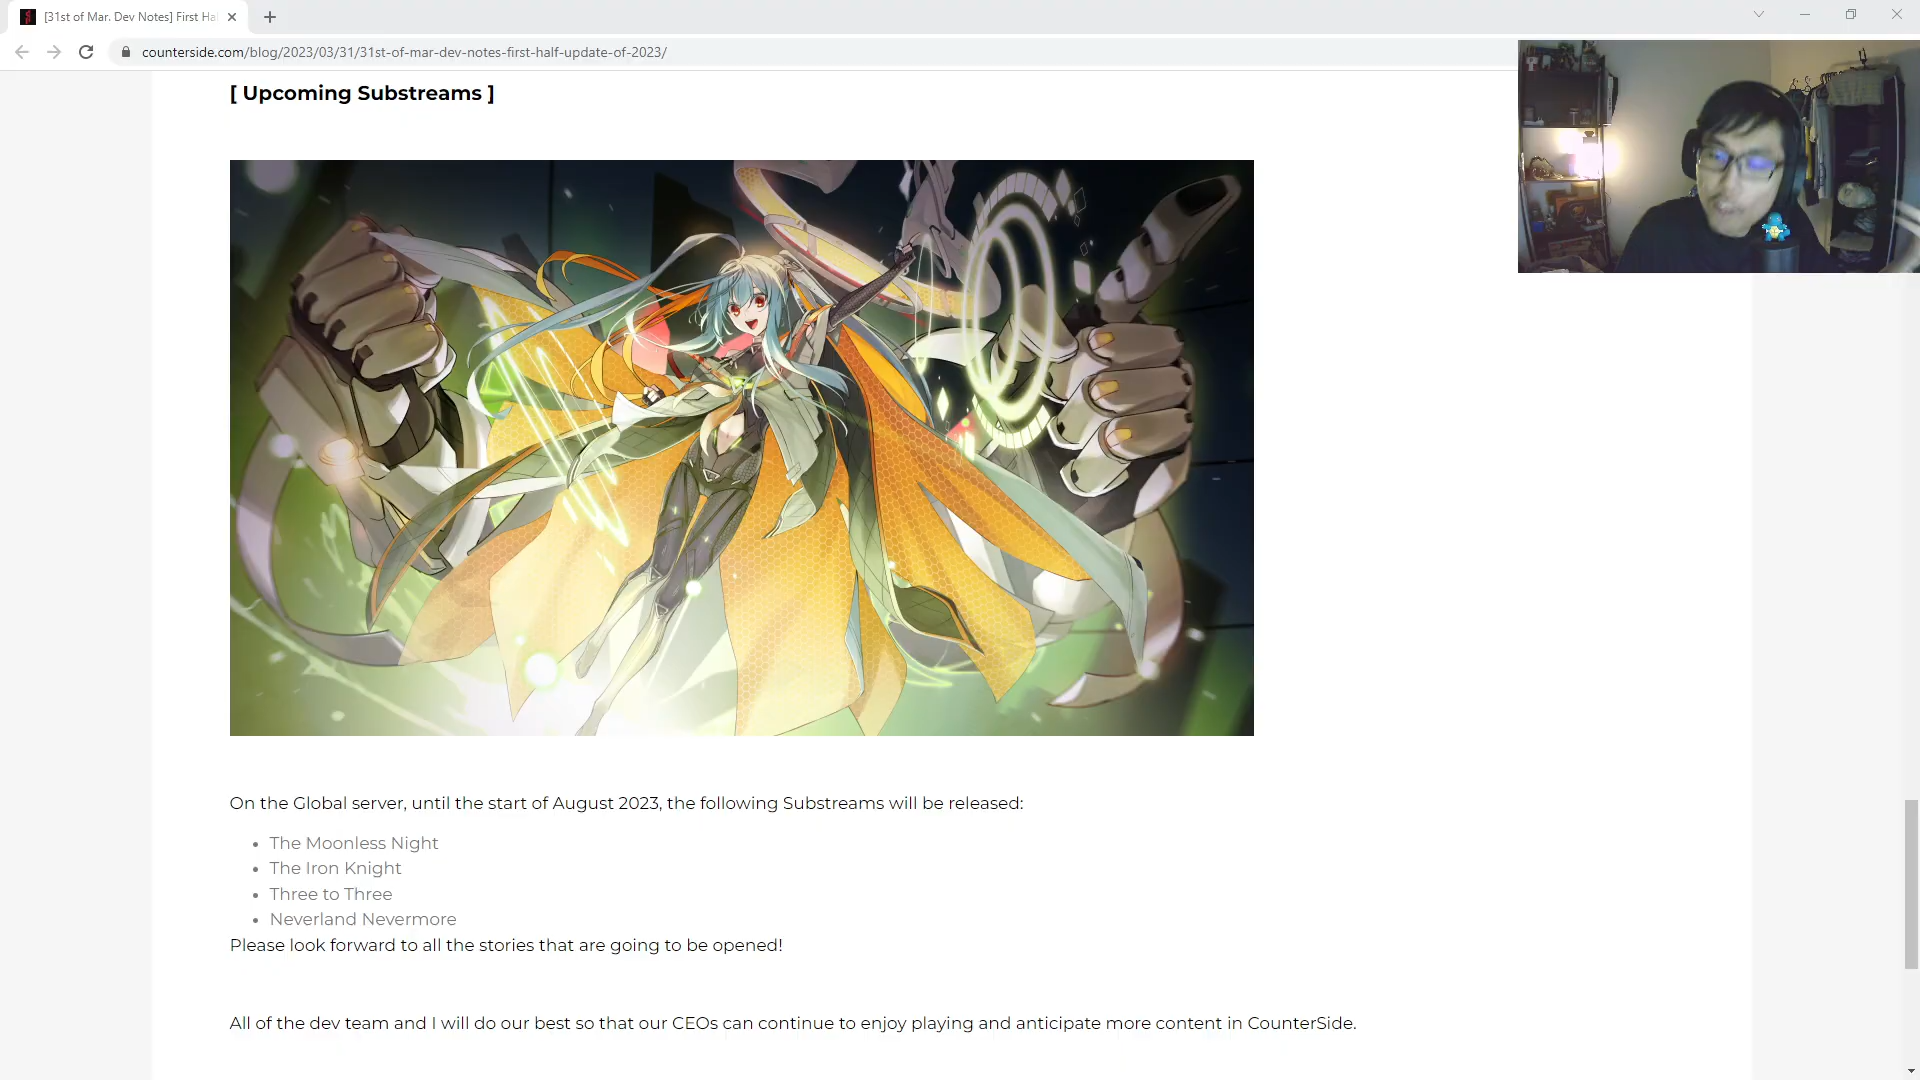 [31st of Mar. Dev Notes] First Ha
counterside.com/blog/2023/03/31/31st-of-mar-dev-notes-first-half-update-of-2023/
[ Upcoming Substreams ]
On the Global server, until the start of August 2023, the following Substreams will be released:
• The Moonless Night
• The Iron Knight
• Three to Three
• Neverland Nevermore
Please look forward to all the stories that are going to be opened!
All of the dev team and I will do our best so that our CEOs can continue to enjoy playing and anticipate more content in CounterSide.